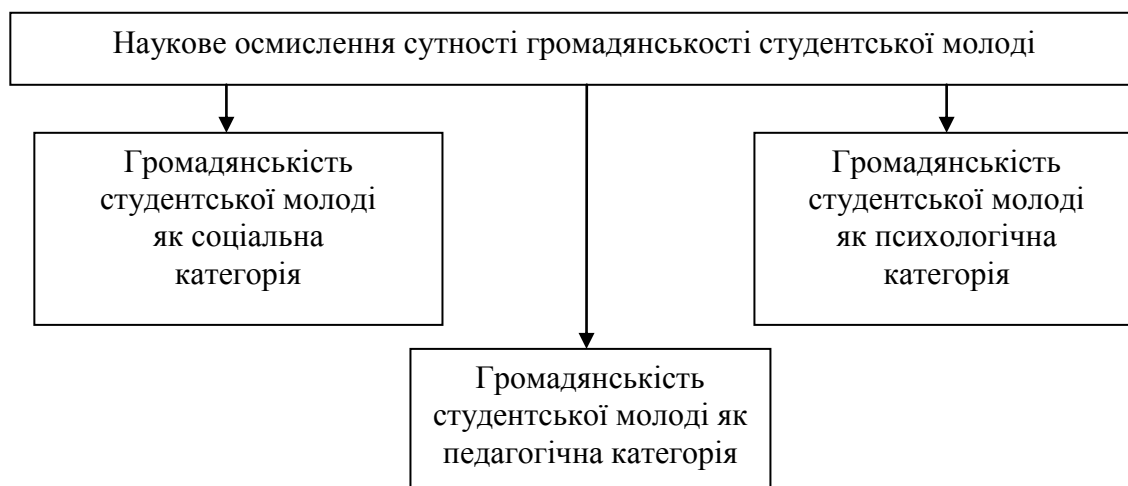 Наукове осмислення сутності громадянськості студентської молоді
Громадянськість
студентської молоді
як соціальна
категорія
Громадянськість
студентської молоді
як психологічна
категорія
Громадянськість
студентської молоді як
педагогічна категорія